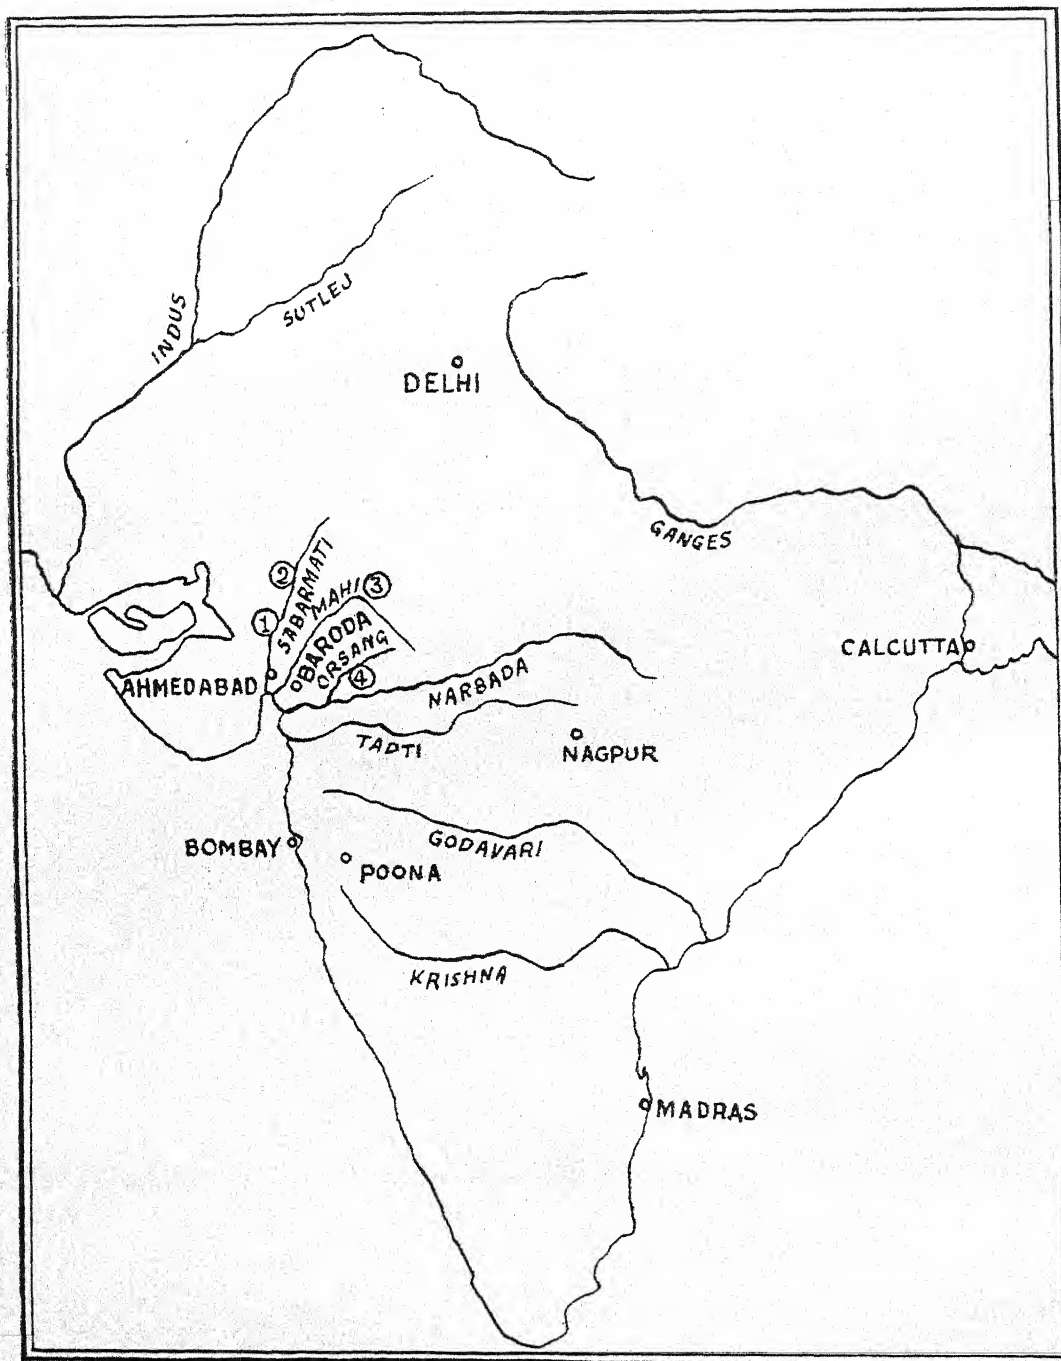 INDUS
SUTLEJ
DELHI
GANGES
②
SABARMATI
MAHI
③
①
BARODA
ORSANG
④
AHMEDABAD
NARBADA
CALCUTTA
TAPTI
NAGPUR
BOMBAY
GODAVARI
POONA
KRISHNA
MADRAS